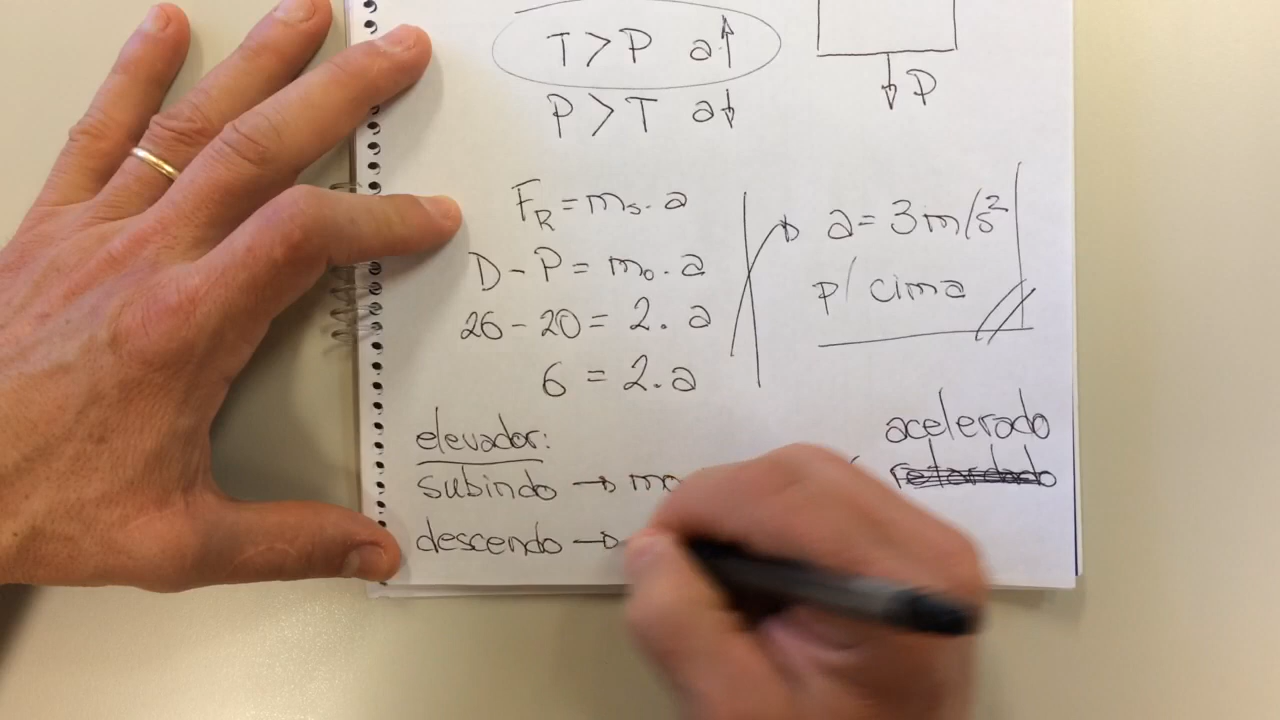 T > P a↑
P > T a↓
P
F_R = m_s . a
D - P = m_o . a
26 - 20 = 2 . a
6 = 2 . a
a = 3 m/s²
p/ cima
elevador:
acelerado
subindo →
retardado
descendo →